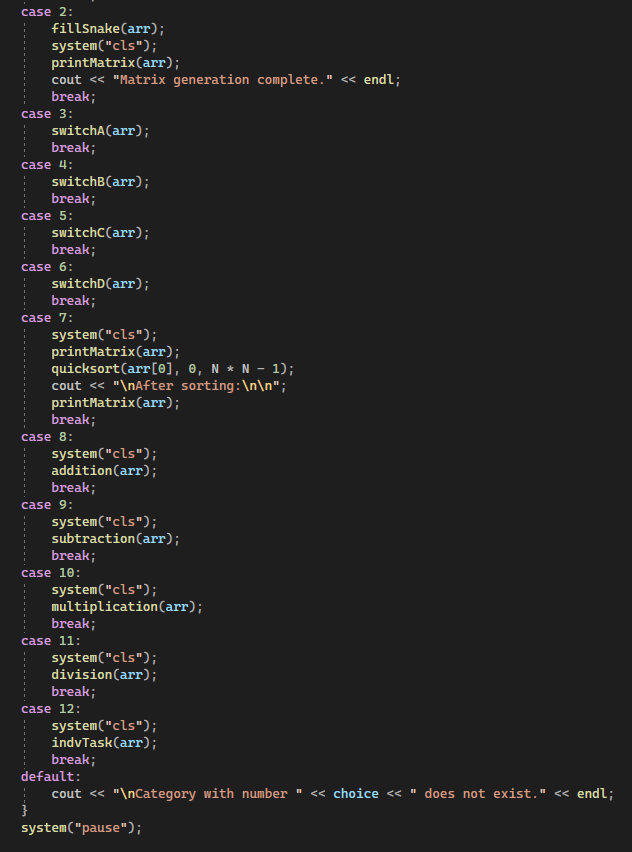 case 2:
fillSnake(arr);
system("cls");
printMatrix(arr);
cout << "Matrix generation complete." << endl;
break;
case 3:
switchA(arr);
break;
case 4:
switchB(arr);
break;
case 5:
switchC(arr);
break;
case 6:
switchD(arr);
break;
case 7:
system("cls");
printMatrix(arr);
quicksort(arr[0], 0, N * N - 1);
cout << "\nAfter sorting:\n\n";
printMatrix(arr);
break;
case 8:
system("cls");
addition(arr);
break;
case 9:
system("cls");
subtraction(arr);
break;
case 10:
system("cls");
multiplication(arr);
break;
case 11:
system("cls");
division(arr);
break;
case 12:
system("cls");
indvTask(arr);
break;
default:
cout << "\nCategory with number " << choice << " does not exist." << endl;
}
system("pause");